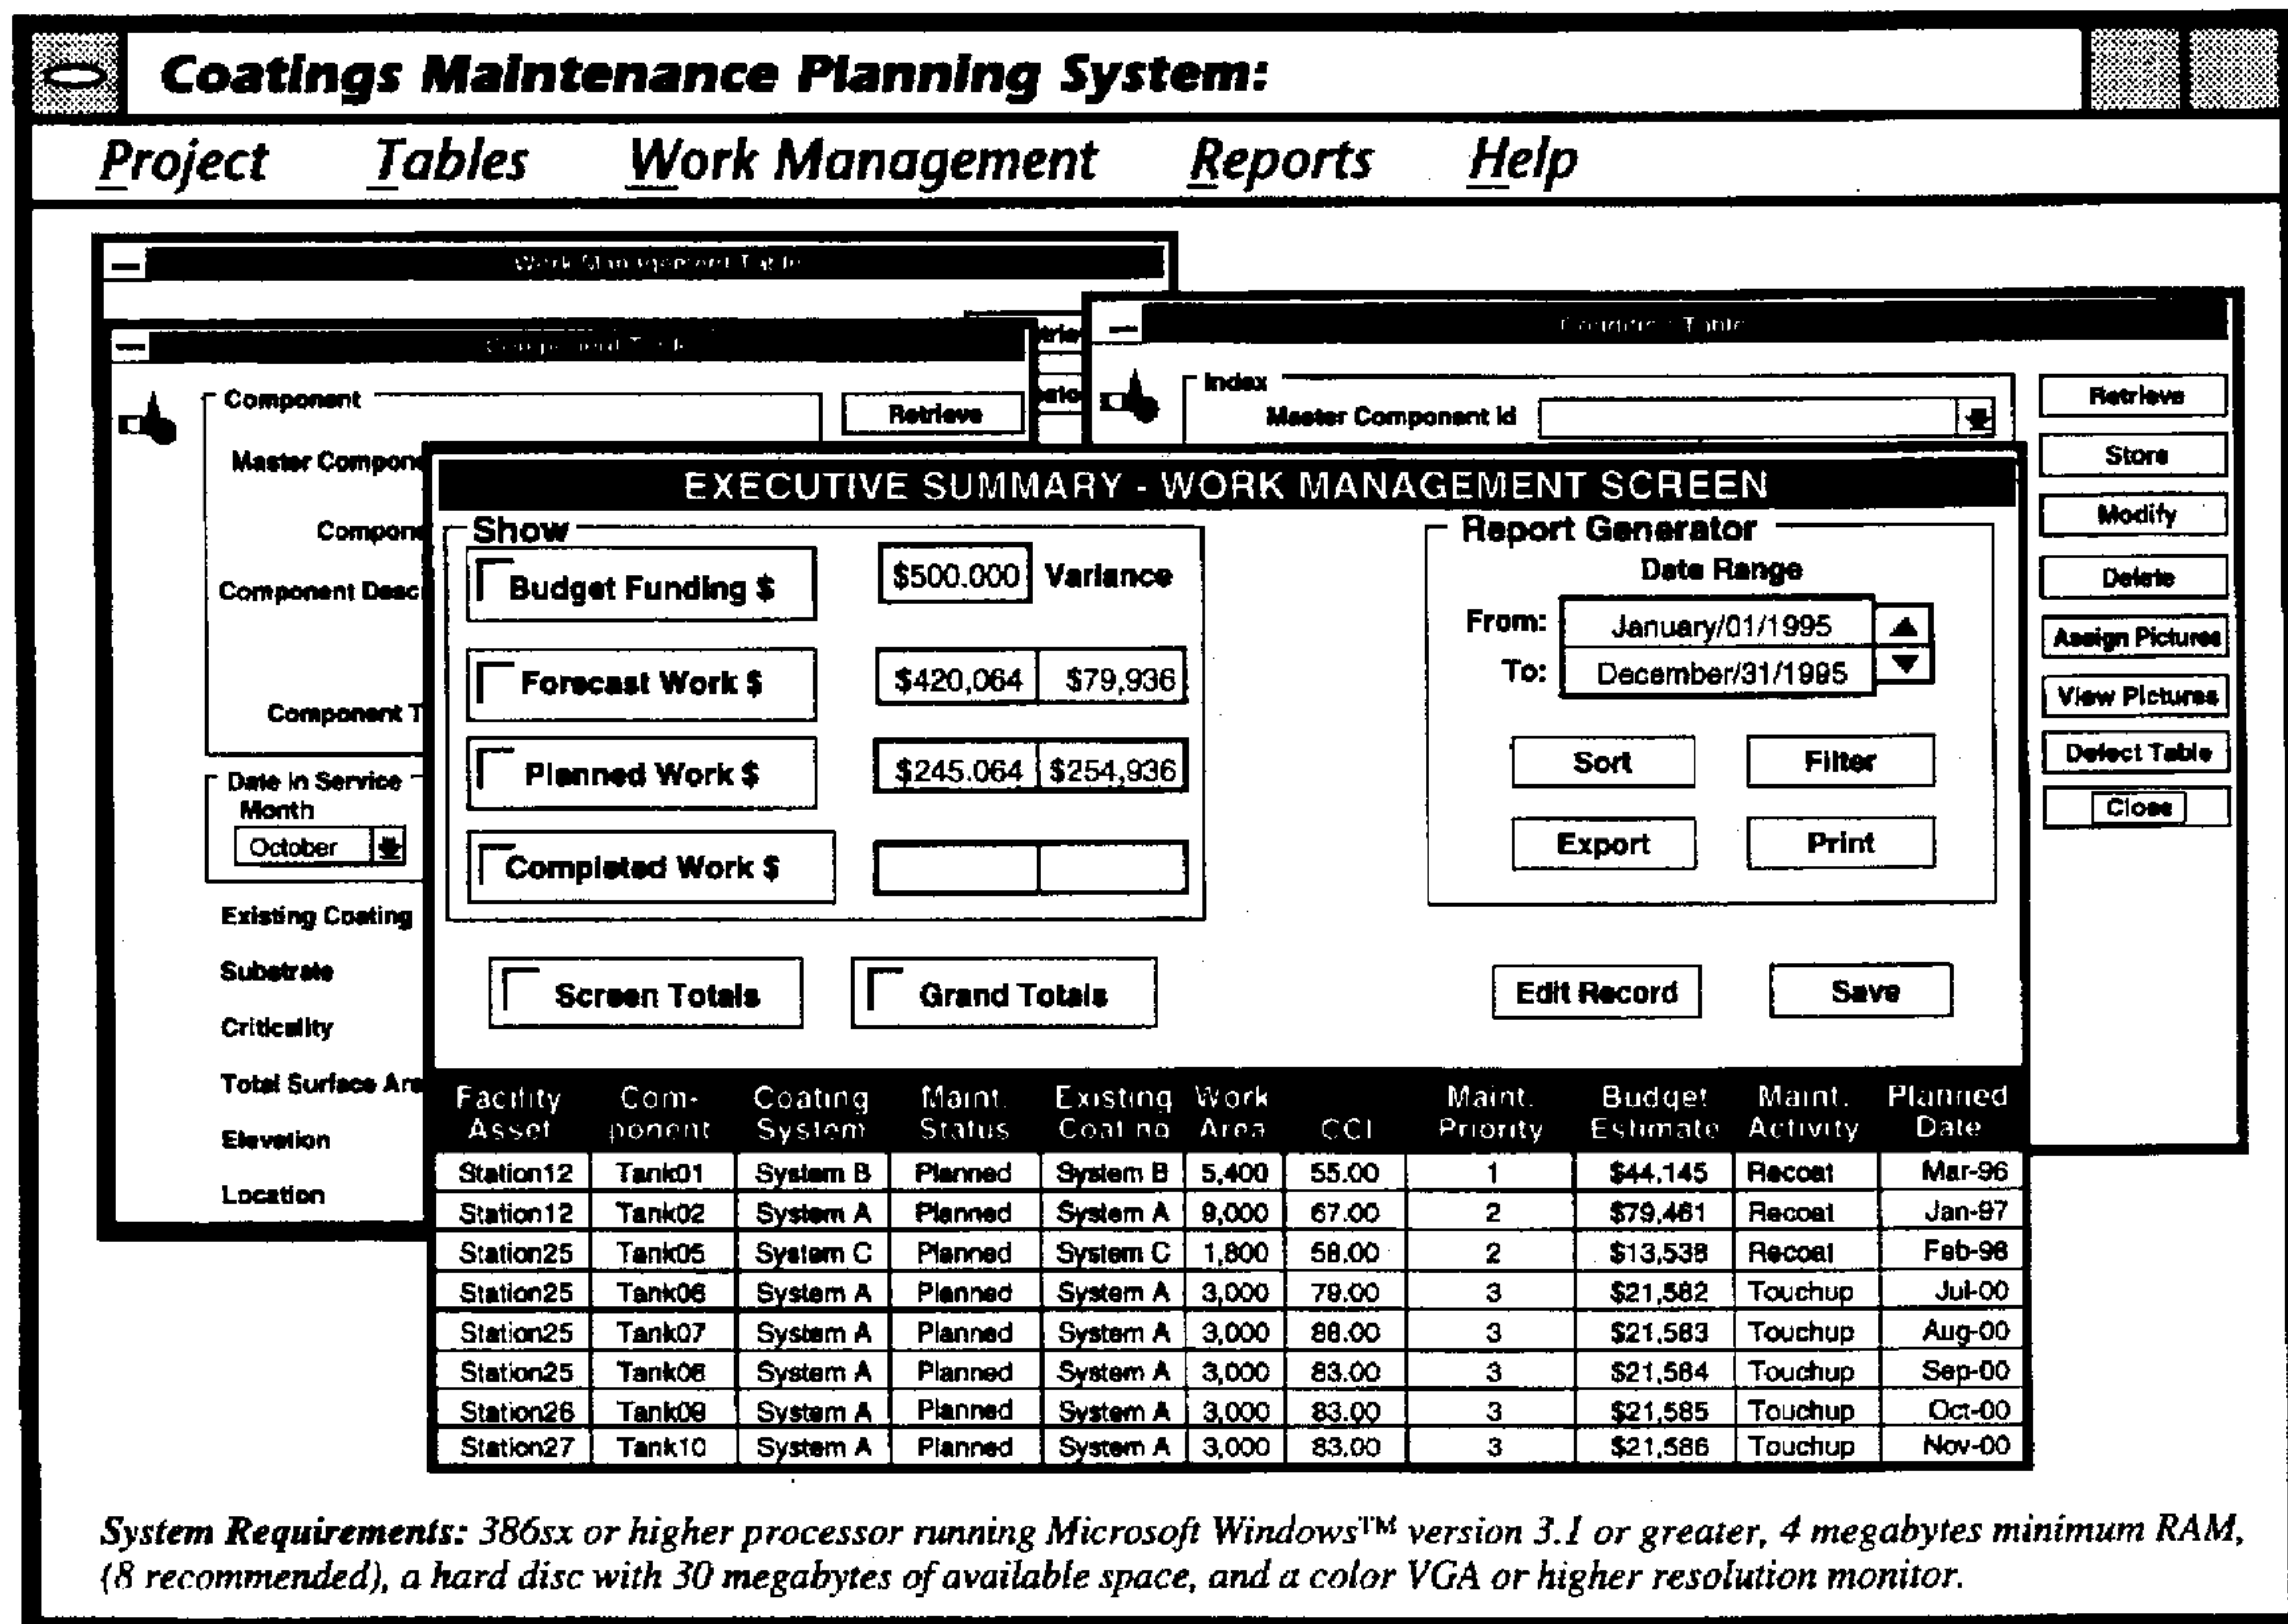 Coatings Maintenance Planning System:
Project Tables Work Management Reports Help
Work Management Table
Component Table
Condition Table
Component
Retrieve
Master Compone
Compone
Component Desc
Component T
Date in Service
Month
October
Existing Coating
Substrate
Criticality
Total Surface Are
Elevation
Location
Index
Master Component Id
Retrieve
Store
Modify
Delete
Assign Pictures
View Pictures
Defect Table
Close
EXECUTIVE SUMMARY - WORK MANAGEMENT SCREEN
Show
Budget Funding $ $500.000 Variance
Forecast Work $ $420,064 $79,936
Planned Work $ $245.064 $254,936
Completed Work $
Report Generator
Date Range
From: January/01/1995
To: December/31/1995
Sort Filter
Export Print
Screen Totals Grand Totals Edit Record Save
Facility Com- Coating Maint. Existing Work Maint. Budget Maint. Planned
Asset ponent System Status Coat no Area CCI Priority Estimate Activity Date
Station12 Tank01 System B Planned System B 5,400 55.00 1 $44,145 Recoat Mar-96
Station12 Tank02 System A Planned System A 9,000 67.00 2 $79,461 Recoat Jan-97
Station25 Tank05 System C Planned System C 1,800 58.00 2 $13,538 Recoat Feb-98
Station25 Tank06 System A Planned System A 3,000 79.00 3 $21,582 Touchup Jul-00
Station25 Tank07 System A Planned System A 3,000 88.00 3 $21,583 Touchup Aug-00
Station25 Tank08 System A Planned System A 3,000 83.00 3 $21,584 Touchup Sep-00
Station26 Tank09 System A Planned System A 3,000 83.00 3 $21,585 Touchup Oct-00
Station27 Tank10 System A Planned System A 3,000 83.00 3 $21,586 Touchup Nov-00
System Requirements: 386sx or higher processor running Microsoft Windows™ version 3.1 or greater, 4 megabytes minimum RAM,
(8 recommended), a hard disc with 30 megabytes of available space, and a color VGA or higher resolution monitor.